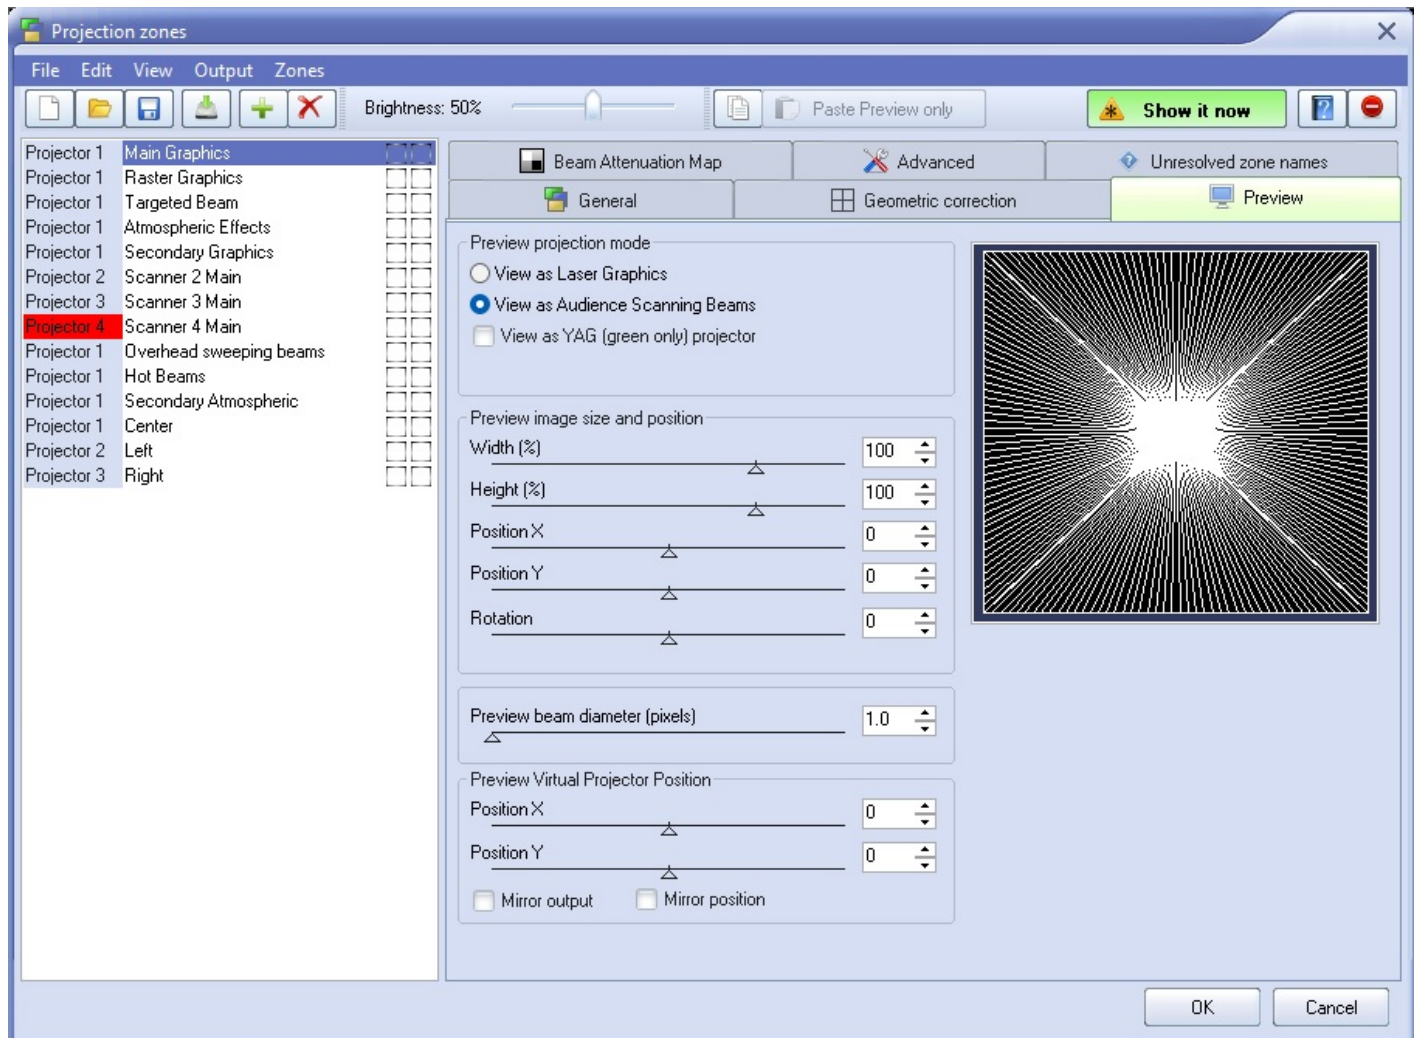 Projection zones
File Edit View Output Zones
Brightness: 50% Paste Preview only Show it now
Projector 1 Main Graphics
Projector 1 Raster Graphics
Projector 1 Targeted Beam
Projector 1 Atmospheric Effects
Projector 1 Secondary Graphics
Projector 2 Scanner 2 Main
Projector 3 Scanner 3 Main
Projector 4 Scanner 4 Main
Projector 1 Overhead sweeping beams
Projector 1 Hot Beams
Projector 1 Secondary Atmospheric
Projector 1 Center
Projector 2 Left
Projector 3 Right
Beam Attenuation Map Advanced Unresolved zone names
General Geometric correction Preview
Preview projection mode
View as Laser Graphics
View as Audience Scanning Beams
View as YAG (green only) projector
Preview image size and position
Width (%) 100
Height (%) 100
Position X 0
Position Y 0
Rotation 0
Preview beam diameter (pixels) 1.0
Preview Virtual Projector Position
Position X 0
Position Y 0
Mirror output Mirror position
OK Cancel